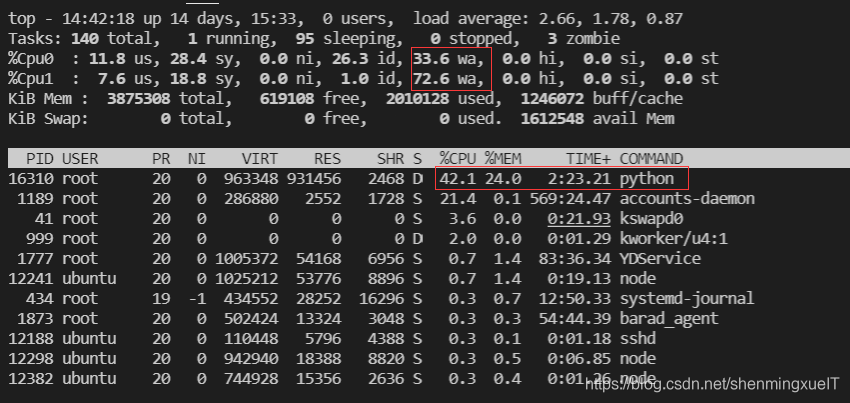 top - 14:42:18 up 14 days, 15:33,  0 users,  load average: 2.66, 1.78, 0.87
Tasks: 140 total,   1 running,  95 sleeping,   0 stopped,   3 zombie
%Cpu0  : 11.8 us, 28.4 sy,  0.0 ni, 26.3 id, 33.6 wa,  0.0 hi,  0.0 si,  0.0 st
%Cpu1  :  7.6 us, 18.8 sy,  0.0 ni,  1.0 id, 72.6 wa,  0.0 hi,  0.0 si,  0.0 st
KiB Mem :  3875308 total,   619108 free,  2010128 used,  1246072 buff/cache
KiB Swap:        0 total,        0 free,        0 used.  1612548 avail Mem
PID USER      PR  NI    VIRT    RES    SHR S  %CPU %MEM     TIME+ COMMAND
16310 root      20   0  963348 931456   2468 D  42.1 24.0   2:23.21 python
1189 root      20   0  286880   2552   1728 S  21.4  0.1 569:24.47 accounts-daemon
41 root      20   0       0      0      0 S   3.6  0.0   0:21.93 kswapd0
999 root      20   0       0      0      0 D   2.0  0.0   0:01.29 kworker/u4:1
1777 root      20   0 1005372  54168   6956 S   0.7  1.4  83:36.34 YDService
12241 ubuntu    20   0 1025212  53776   8896 S   0.7  1.4   0:19.13 node
434 root      19  -1  434552  28252  16296 S   0.3  0.7  12:50.33 systemd-journal
1873 root      20   0  502424  13324   3048 S   0.3  0.3  54:44.39 barad_agent
12188 ubuntu    20   0  110448   5796   4388 S   0.3  0.1   0:01.18 sshd
12298 ubuntu    20   0  942940  18388   8820 S   0.3  0.5   0:06.85 node
12382 ubuntu    20   0  744928  15356   2636 S   0.3  0.4   0:01.26 node
https://blog.csdn.net/shenmingxueIT